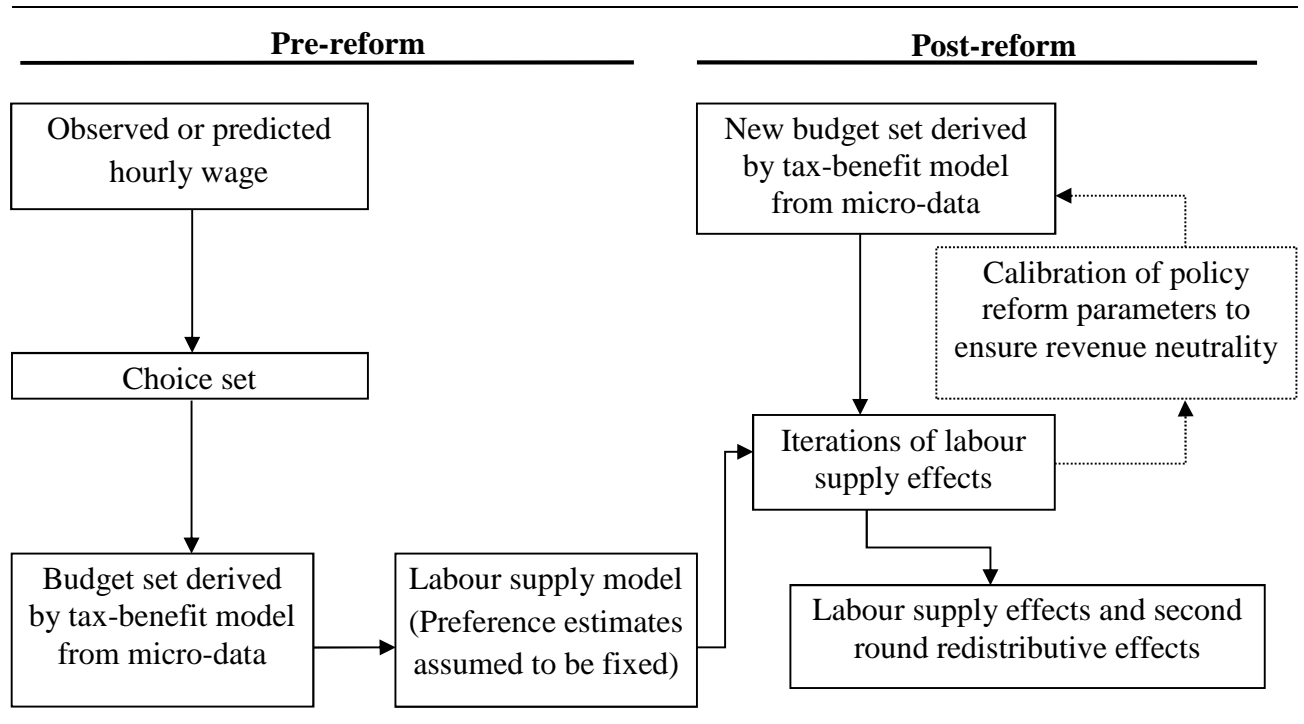 Pre-reform
Post-reform
Observed or predicted
hourly wage
Choice set
Budget set derived
by tax-benefit model
from micro-data
Labour supply model
(Preference estimates
assumed to be fixed)
New budget set derived
by tax-benefit model
from micro-data
Calibration of policy
reform parameters to
ensure revenue neutrality
Iterations of labour
supply effects
Labour supply effects and second
round redistributive effects